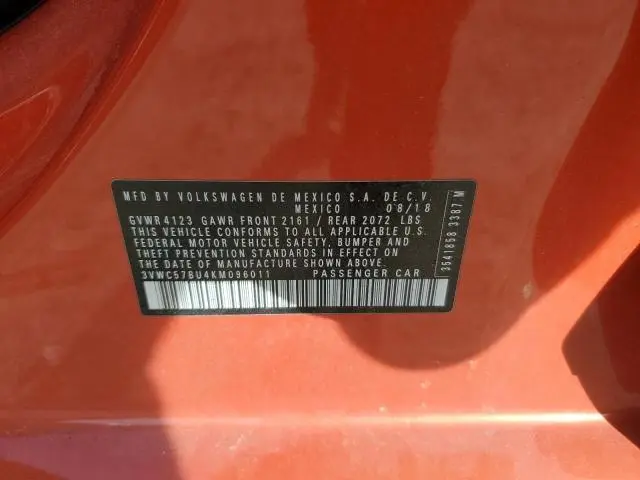 MFD BY VOLKSWAGEN DE MEXICO S.A. DE C.V.
MEXICO 08/18
GVWR 4123 GAWR FRONT 2161 / REAR 2072 LBS
THIS VEHICLE CONFORMS TO ALL APPLICABLE U.S.
FEDERAL MOTOR VEHICLE SAFETY, BUMPER AND
THEFT PREVENTION STANDARDS IN EFFECT ON
THE DATE OF MANUFACTURE SHOWN ABOVE.
3VWC57BU4KM096011 PASSENGER CAR
3541858 3387 M